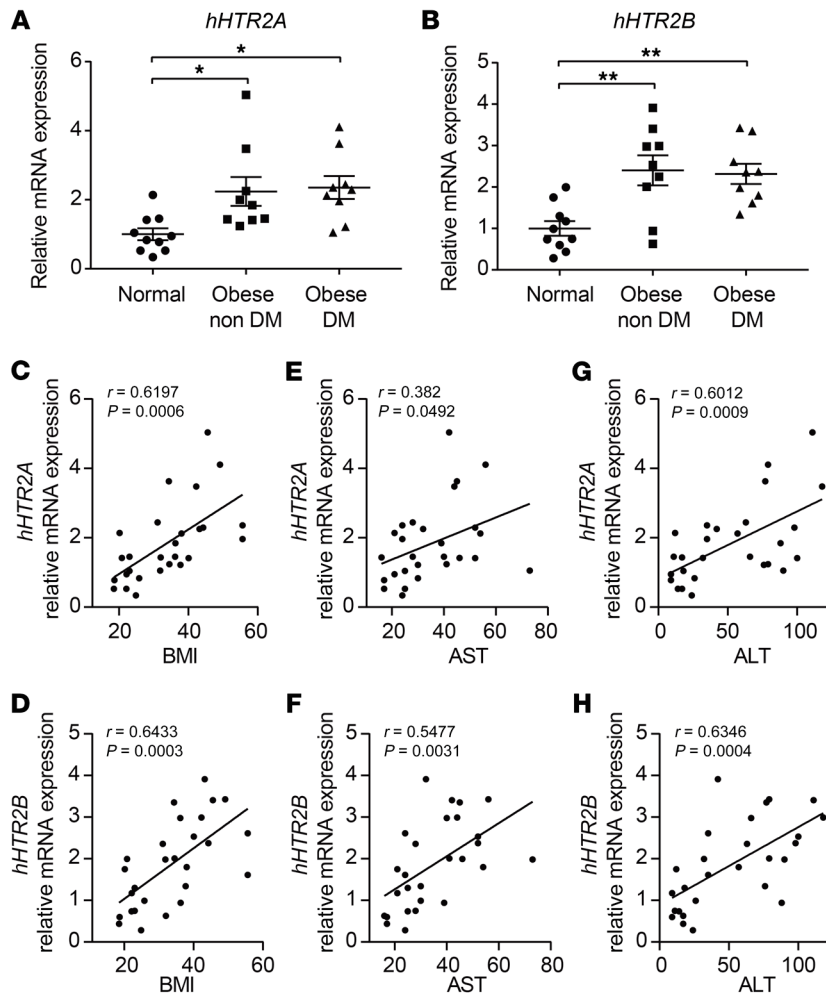 A
hHTR2A
Relative mRNA expression
6
4
2
0
*
*
Normal
Obese
non DM
Obese
DM
B
hHTR2B
Relative mRNA expression
5
4
3
2
1
0
**
**
Normal
Obese
non DM
Obese
DM
C
hHTR2A
relative mRNA expression
r = 0.6197
P = 0.0006
6
4
2
0
20 40 60
BMI
E
hHTR2A
relative mRNA expression
r = 0.382
P = 0.0492
6
4
2
0
20 40 60 80
AST
G
hHTR2A
relative mRNA expression
r = 0.6012
P = 0.0009
6
4
2
0
0 50 100
ALT
D
hHTR2B
relative mRNA expression
r = 0.6433
P = 0.0003
5
4
3
2
1
0
20 40 60
BMI
F
hHTR2B
relative mRNA expression
r = 0.5477
P = 0.0031
5
4
3
2
1
0
20 40 60 80
AST
H
hHTR2B
relative mRNA expression
r = 0.6346
P = 0.0004
5
4
3
2
1
0
0 50 100
ALT